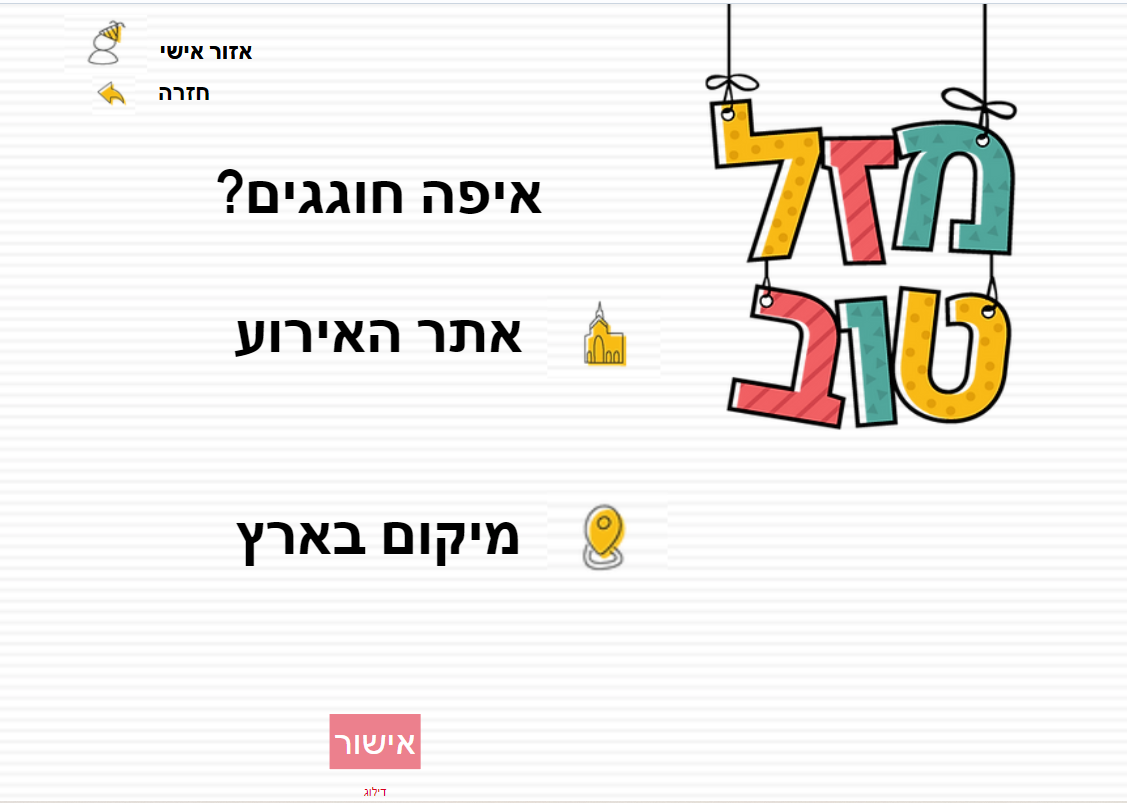 אזור אישי
חזרה
מזל
טוב
איפה חוגגים?
אתר האירוע
מיקום בארץ
אישור
דילוג